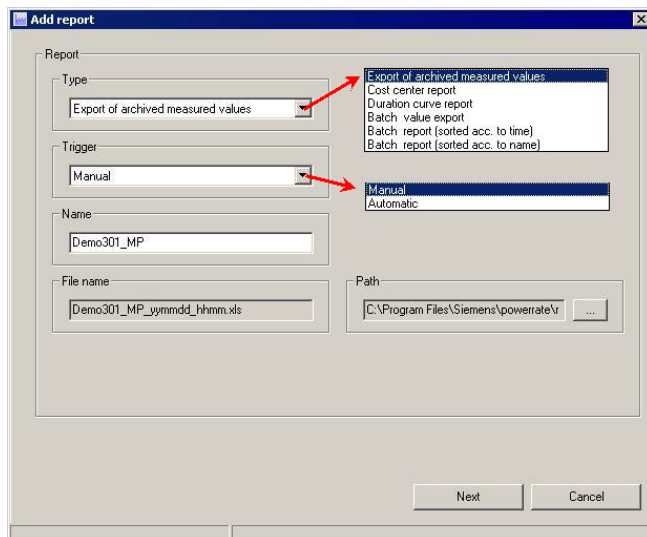 Add report
Report
Type
Export of archived measured values
Export of archived measured values
Cost center report
Duration curve report
Batch value export
Batch report (sorted acc. to time)
Batch report (sorted acc. to name)
Trigger
Manual
Manual
Automatic
Name
Demo301_MP
File name
Demo301_MP_yymmdd_hhmm.xls
Path
C:\Program Files\Siemens\powerrate\r
...
Next
Cancel